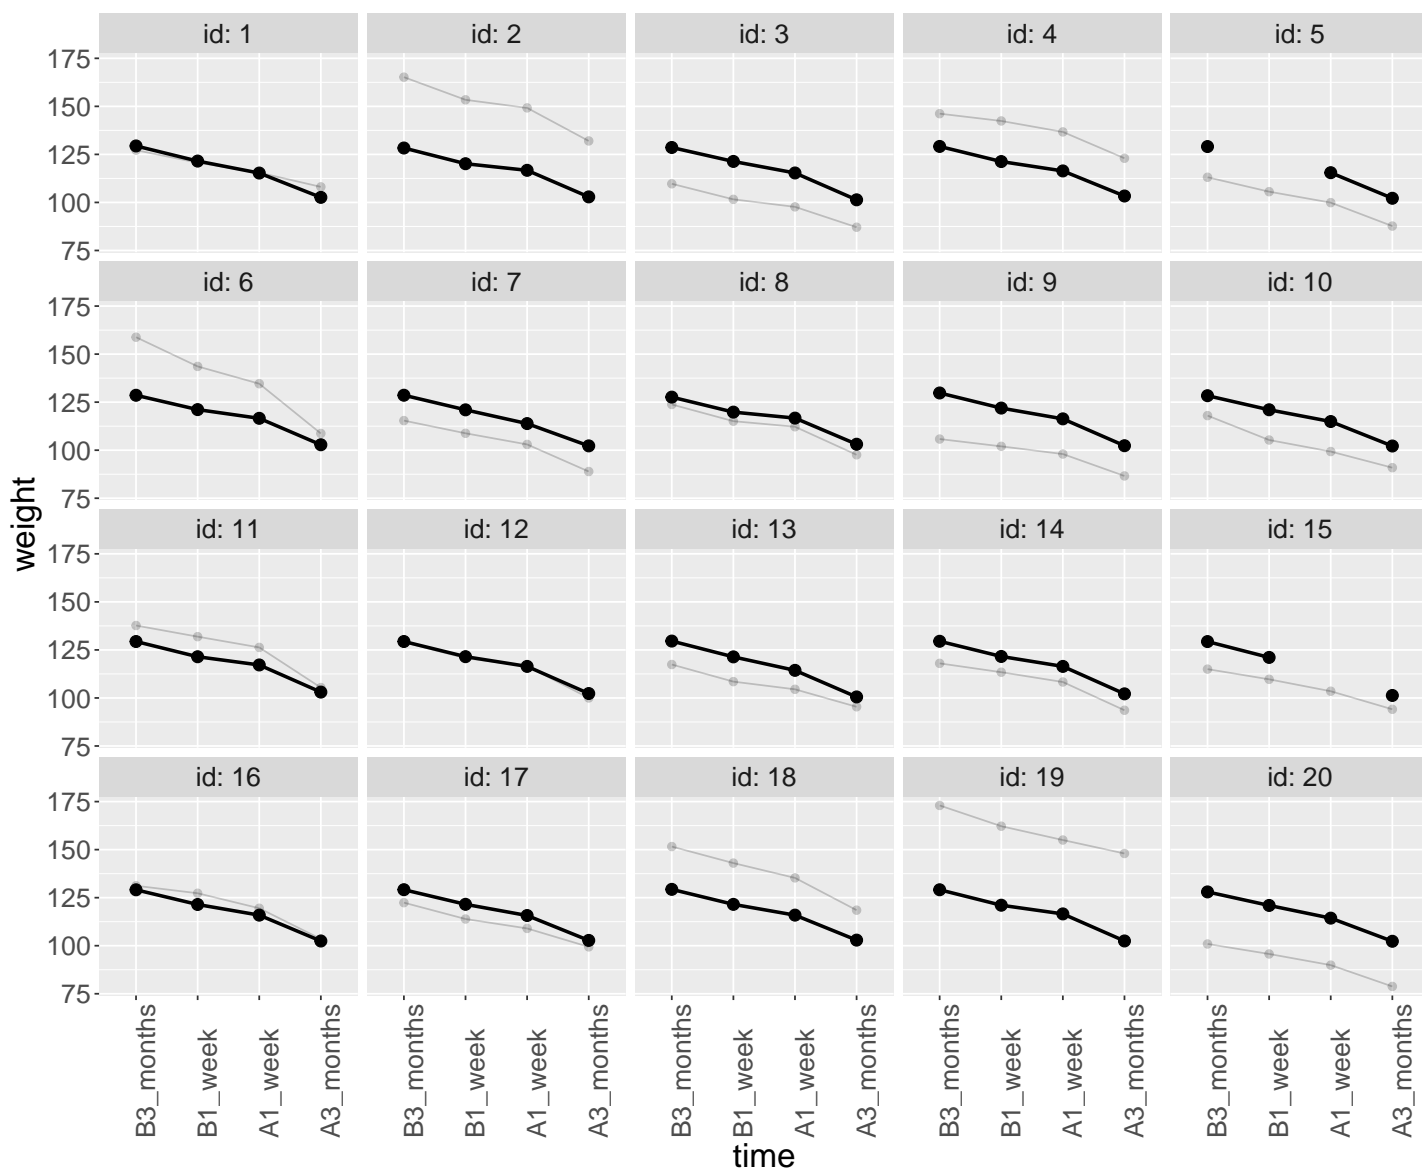 id: 1
id: 2
id: 3
id: 4
id: 5
175
150
125
100
75
id: 6
id: 7
id: 8
id: 9
id: 10
175
150
125
100
75
weight
id: 11
id: 12
id: 13
id: 14
id: 15
175
150
125
100
75
id: 16
id: 17
id: 18
id: 19
id: 20
175
150
125
100
75
B3_months
B1_week
A1_week
A3_months
B3_months
B1_week
A1_week
A3_months
B3_months
B1_week
A1_week
A3_months
B3_months
B1_week
A1_week
A3_months
B3_months
B1_week
A1_week
A3_months
time